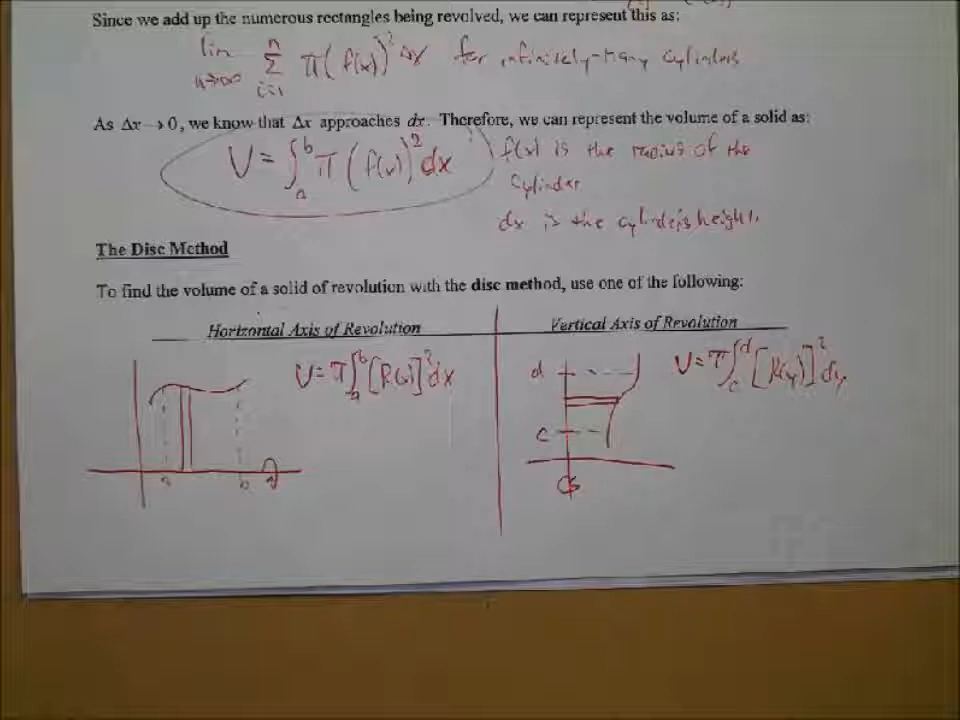 Since we add up the numerous rectangles being revolved, we can represent this as:
lim n→∞ n Σ i=1 π(f(x))² Δx for infinitely-many cylinders
As Δx → 0, we know that Δx approaches dx. Therefore, we can represent the volume of a solid as:
V = ∫ₐᵇ π (f(x))² dx f(x) is the radius of the
cylinder
dx is the cylinder's height.
The Disc Method
To find the volume of a solid of revolution with the disc method, use one of the following:
Horizontal Axis of Revolution Vertical Axis of Revolution
V = π∫ₐᵇ [R(x)]² dx
d V = π∫_c^d [R(y)]² dy
c
a b